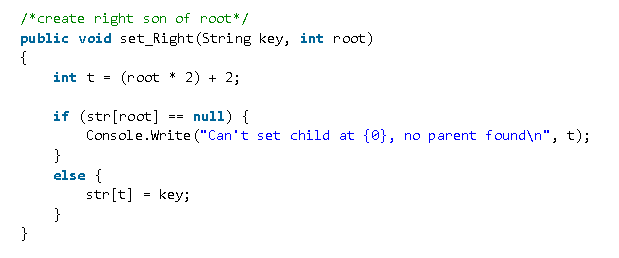 /*create right son of root*/
public void set_Right(String key, int root)
{
    int t = (root * 2) + 2;

    if (str[root] == null) {
        Console.Write("Can't set child at {0}, no parent found\n", t);
    }
    else {
        str[t] = key;
    }
}